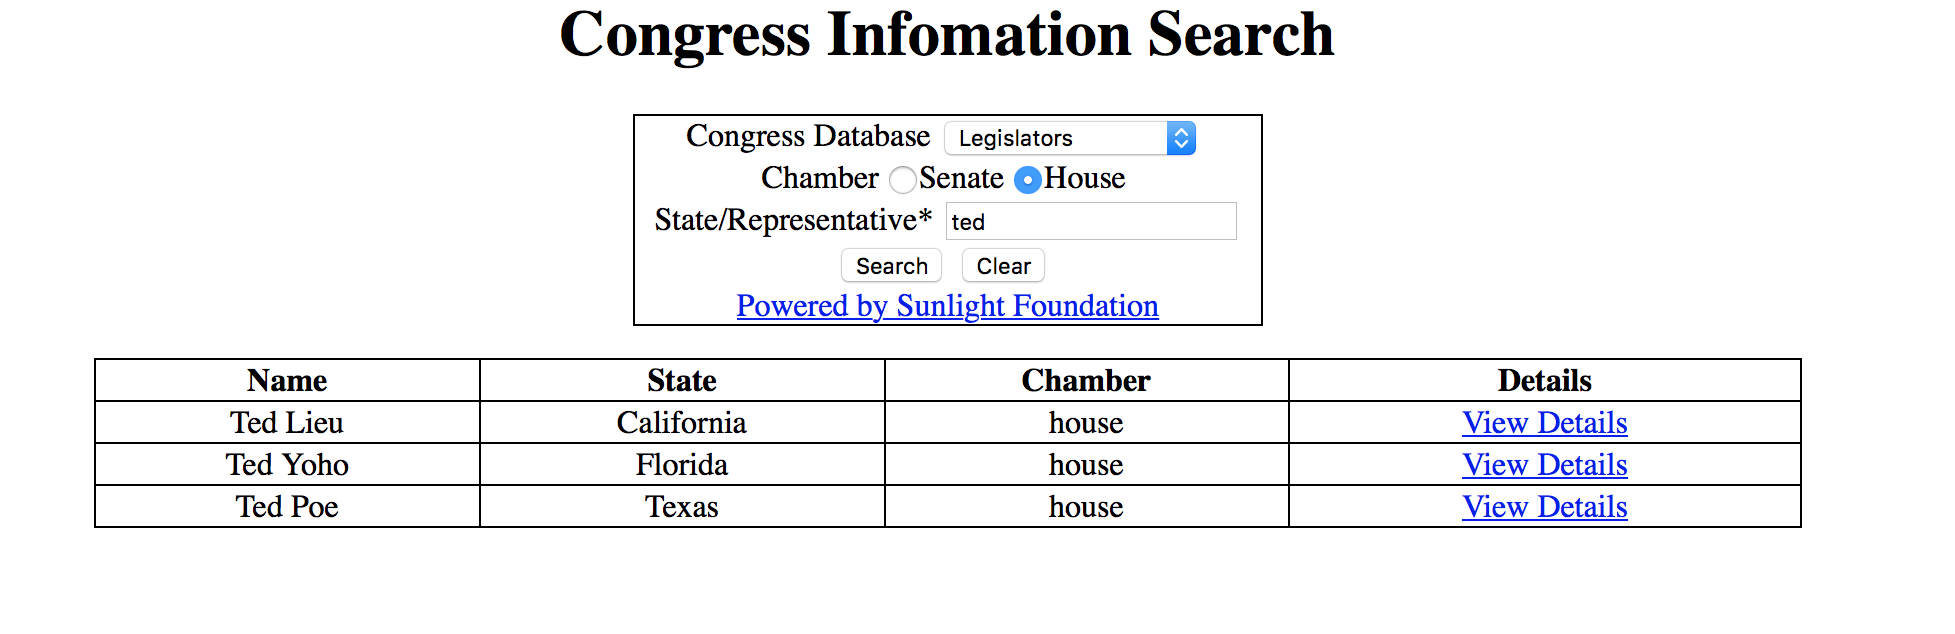 Congress Infomation Search
Congress Database Legislators
Chamber Senate House
State/Representative* ted
Search Clear
Powered by Sunlight Foundation
Name State Chamber Details
Ted Lieu California house View Details
Ted Yoho Florida house View Details
Ted Poe Texas house View Details